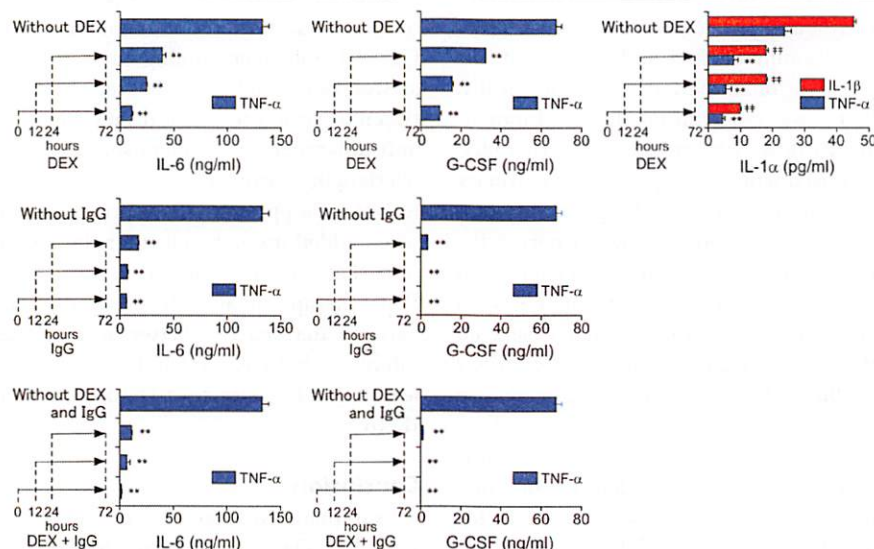 Without DEX
** 
**
**
TNF-α
0 12 24 72
hours
DEX
0 50 100 150
IL-6 (ng/ml)
Without DEX
**
**
**
TNF-α
0 12 24 72
hours
DEX
0 20 40 60 80
G-CSF (ng/ml)
Without DEX
‡‡
**
‡‡
**
‡‡
**
IL-1β
TNF-α
0 12 24 72
hours
DEX
0 10 20 30 40 50
IL-1α (pg/ml)
Without IgG
**
**
**
TNF-α
0 12 24 72
hours
IgG
0 50 100 150
IL-6 (ng/ml)
Without IgG
**
**
**
TNF-α
0 12 24 72
hours
IgG
0 20 40 60 80
G-CSF (ng/ml)
Without DEX
and IgG
**
**
**
TNF-α
0 12 24 72
hours
DEX + IgG
0 50 100 150
IL-6 (ng/ml)
Without DEX
and IgG
**
**
**
TNF-α
0 12 24 72
hours
DEX + IgG
0 20 40 60 80
G-CSF (ng/ml)